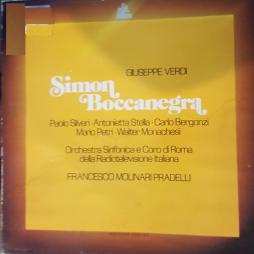 GIUSEPPE VERDI
Simon
Boccanegra
Paolo Silveri · Antonietta Stella · Carlo Bergonzi
Mario Petri · Walter Monachesi
Orchestra Sinfonica e Coro di Roma
della Radiotelevisione Italiana
FRANCESCO MOLINARI PRADELLI